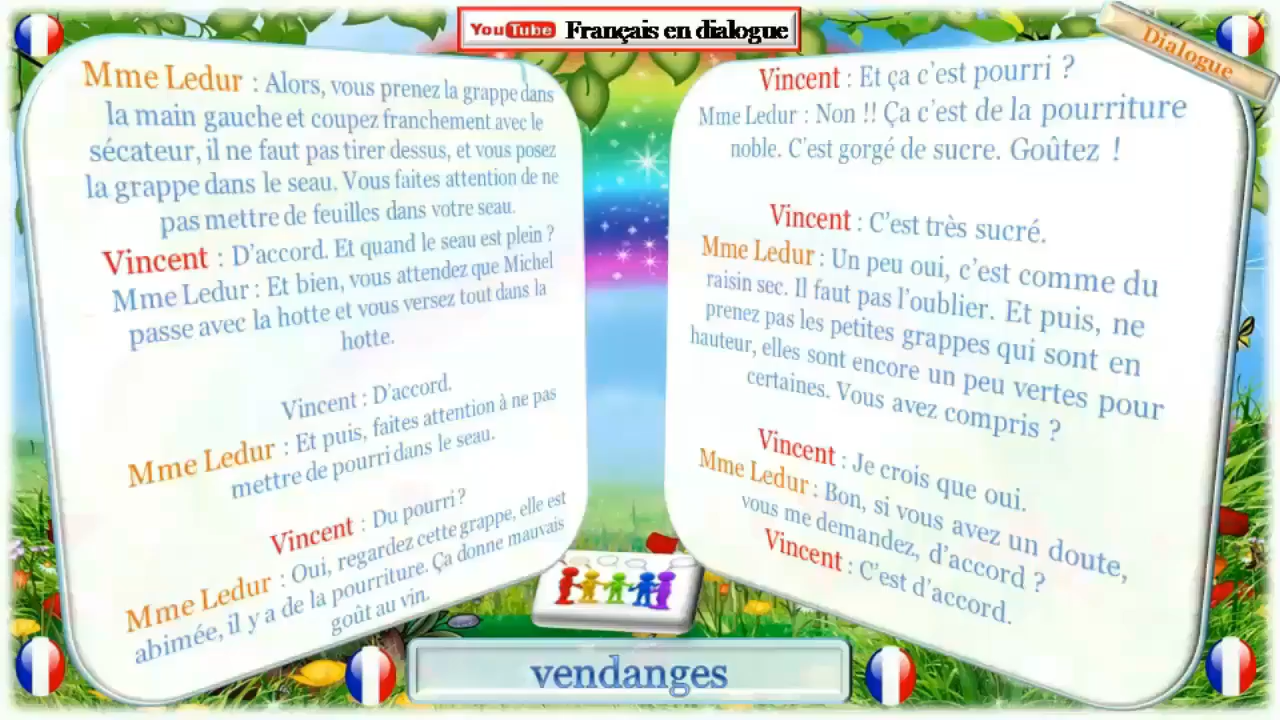 YouTube Français en dialogue
Dialogue
Mme Ledur : Alors, vous prenez la grappe dans
la main gauche et coupez franchement avec le
sécateur, il ne faut pas tirer dessus, et vous posez
la grappe dans le seau. Vous faites attention de ne
pas mettre de feuilles dans votre seau.
Vincent : D’accord. Et quand le seau est plein ?
Mme Ledur : Et bien, vous attendez que Michel
passe avec la hotte et vous versez tout dans la
hotte.
Vincent : D’accord.
Mme Ledur : Et puis, faites attention à ne pas
mettre de pourri dans le seau.
Vincent : Du pourri ?
Mme Ledur : Oui, regardez cette grappe, elle est
abimée, il y a de la pourriture. Ça donne mauvais
goût au vin.
Vincent : Et ça c’est pourri ?
Mme Ledur : Non !! Ça c’est de la pourriture
noble. C’est gorgé de sucre. Goûtez !
Vincent : C’est très sucré.
Mme Ledur : Un peu oui, c’est comme du
raisin sec. Il faut pas l’oublier. Et puis, ne
prenez pas les petites grappes qui sont en
hauteur, elles sont encore un peu vertes pour
certaines. Vous avez compris ?
Vincent : Je crois que oui.
Mme Ledur : Bon, si vous avez un doute,
vous me demandez, d’accord ?
Vincent : C’est d’accord.
vendanges